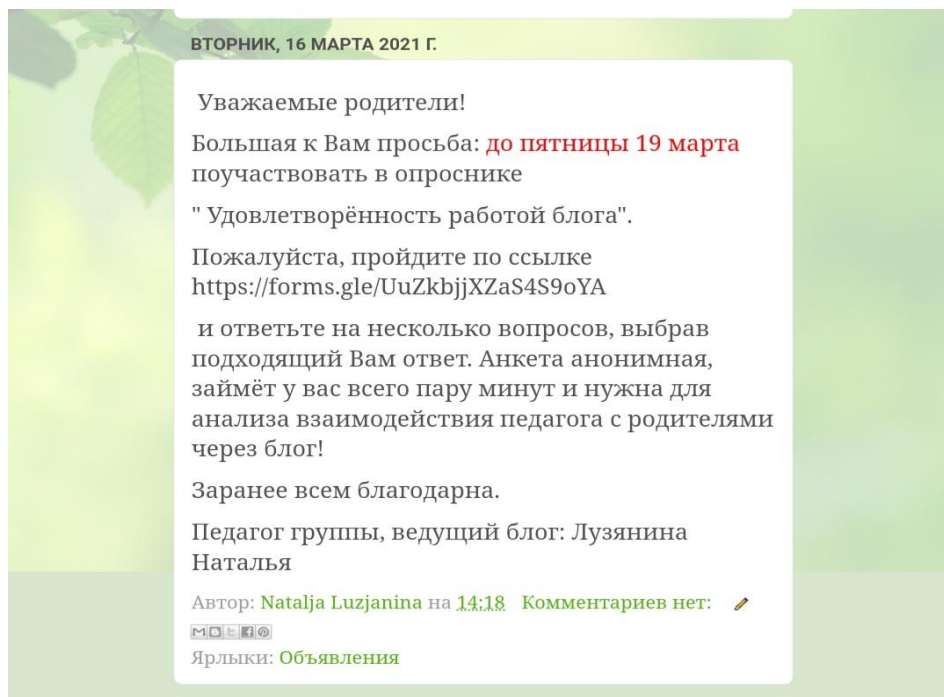 ВТОРНИК, 16 МАРТА 2021 Г.
Уважаемые родители!
Большая к Вам просьба: до пятницы 19 марта
поучаствовать в опроснике
" Удовлетворённость работой блога".
Пожалуйста, пройдите по ссылке
https://forms.gle/UuZkbjjXZaS4S9oYA
и ответьте на несколько вопросов, выбрав
подходящий Вам ответ. Анкета анонимная,
займёт у вас всего пару минут и нужна для
анализа взаимодействия педагога с родителями
через блог!
Заранее всем благодарна.
Педагог группы, ведущий блог: Лузянина
Наталья
Автор: Natalja Luzjanina на 14:18 Комментариев нет:
Ярлыки: Объявления